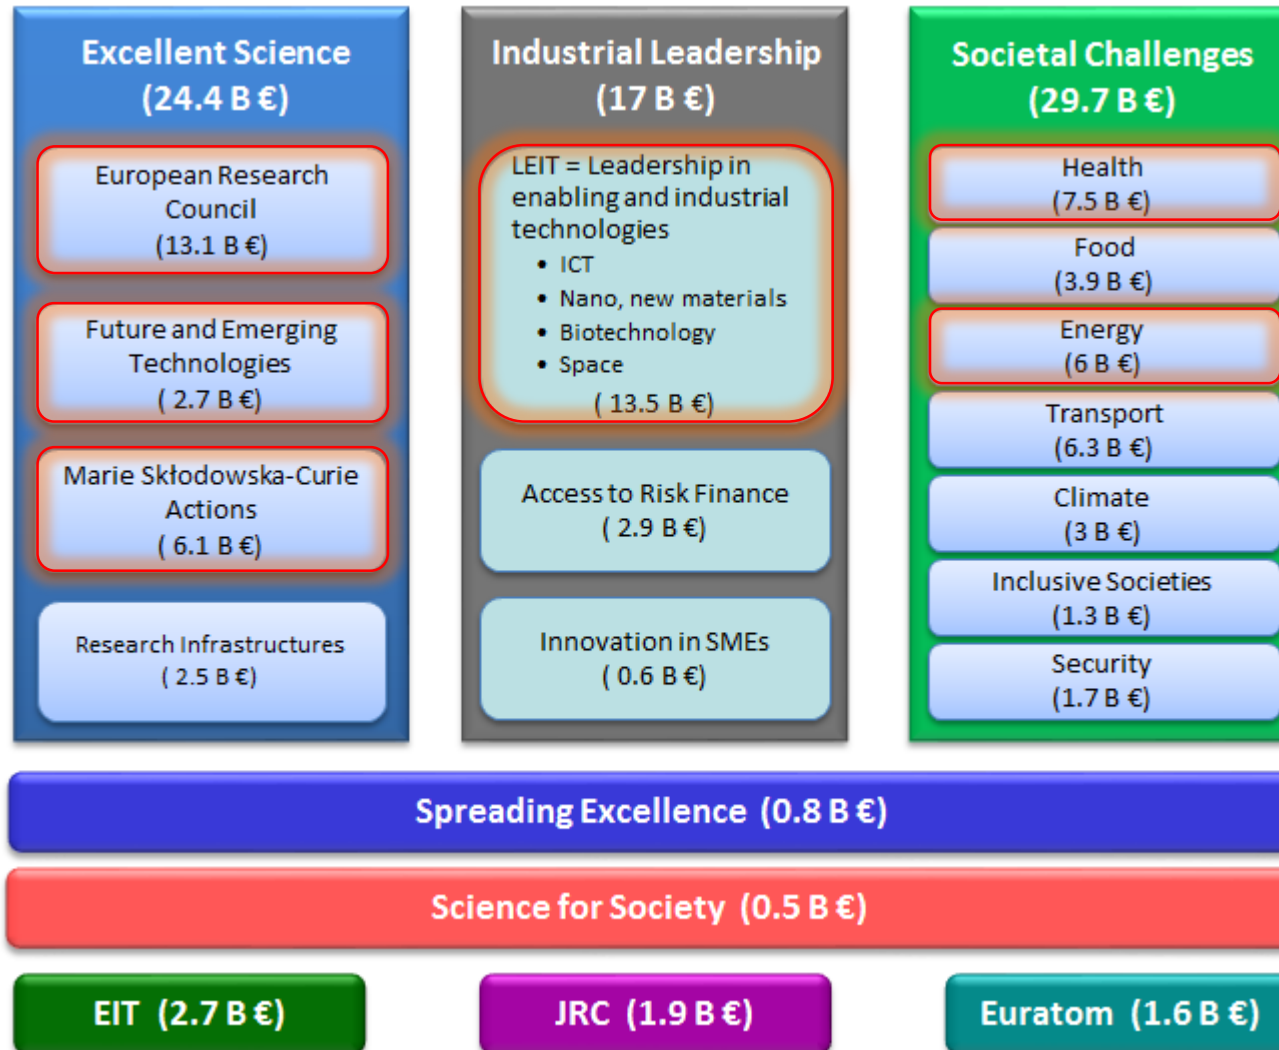 Excellent Science
(24.4 B €)
European Research
Council
(13.1 B €)
Future and Emerging
Technologies
( 2.7 B €)
Marie Skłodowska-Curie
Actions
( 6.1 B €)
Research Infrastructures
( 2.5 B €)
Industrial Leadership
(17 B €)
LEIT = Leadership in
enabling and industrial
technologies
• ICT
• Nano, new materials
• Biotechnology
• Space
( 13.5 B €)
Access to Risk Finance
( 2.9 B €)
Innovation in SMEs
( 0.6 B €)
Societal Challenges
(29.7 B €)
Health
(7.5 B €)
Food
(3.9 B €)
Energy
(6 B €)
Transport
(6.3 B €)
Climate
(3 B €)
Inclusive Societies
(1.3 B €)
Security
(1.7 B €)
Spreading Excellence (0.8 B €)
Science for Society (0.5 B €)
EIT (2.7 B €)
JRC (1.9 B €)
Euratom (1.6 B €)